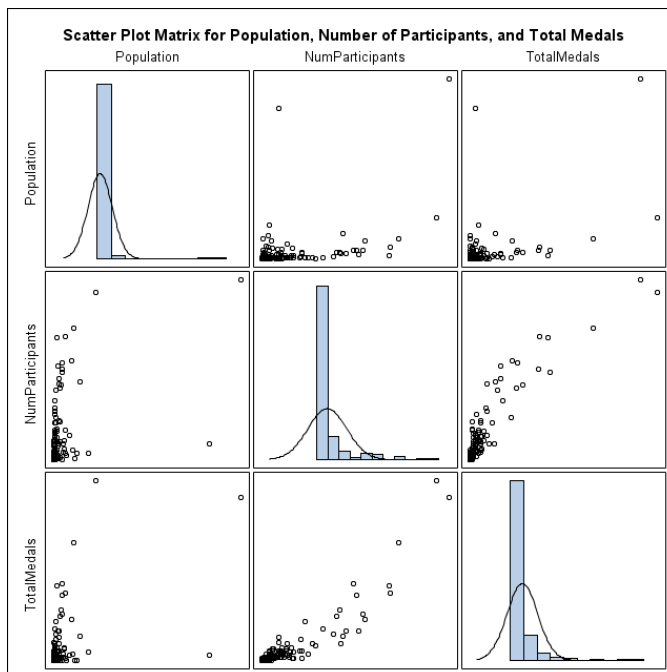 Scatter Plot Matrix for Population, Number of Participants, and Total Medals
Population
NumParticipants
TotalMedals
Population
NumParticipants
TotalMedals